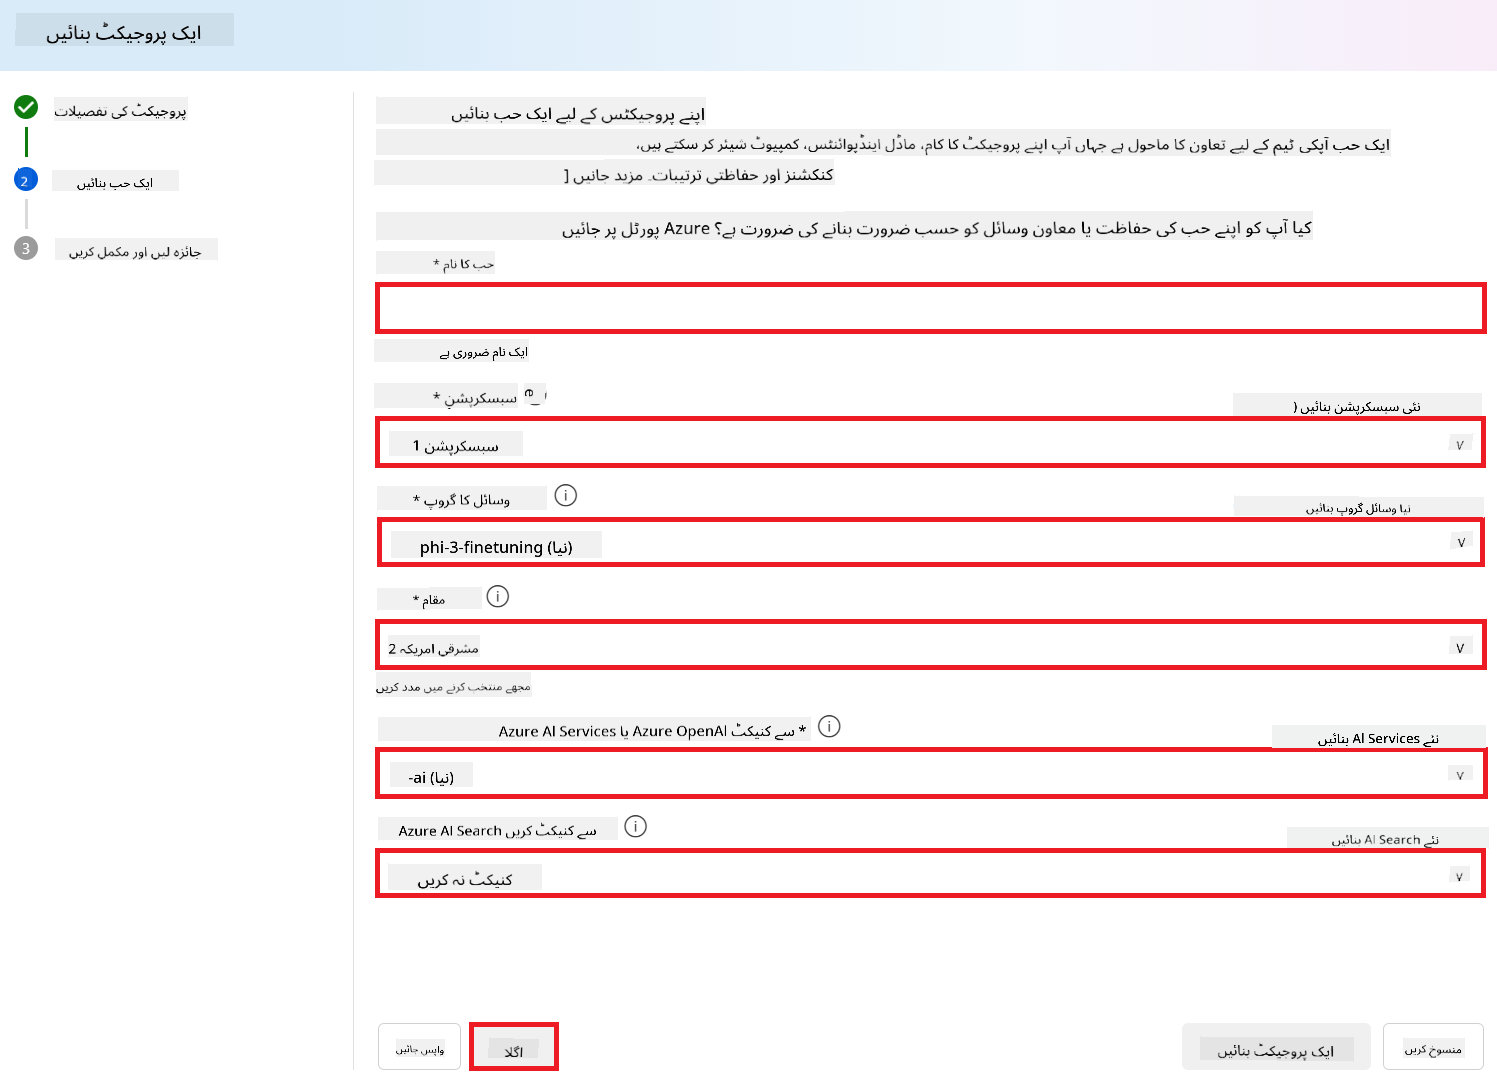 ایک پروجیکٹ بنائیں
پروجیکٹ کی تفصیلات
2
ایک حب بنائیں
3
جائزہ لیں اور مکمل کریں
اپنے پروجیکٹس کے لیے ایک حب بنائیں
ایک حب آپکی ٹیم کے لیے تعاون کا ماحول ہے جہاں آپ اپنے پروجیکٹ کا کام، ماڈل اینڈپوائنٹس، کمپیوٹ شیئر کر سکتے ہیں،
کنکشنز اور حفاظتی ترتیبات۔ مزید جانیں [
کیا آپ کو اپنے حب کی حفاظت یا معاون وسائل کو حسب ضرورت بنانے کی ضرورت ہے؟ Azure پورٹل پر جائیں
حب کا نام *
ایک نام ضروری ہے
سبسکرپشن *
نئی سبسکرپشن بنائیں (
سبسکرپشن 1
وسائل کا گروپ *
نیا وسائل گروپ بنائیں
phi-3-finetuning (نیا)
مقام *
مشرقی امریکہ 2
مجھے منتخب کرنے میں مدد کریں
Azure AI Services یا Azure OpenAI سے کنیکٹ *
نئے AI Services بنائیں
-ai (نیا)
Azure AI Search سے کنیکٹ کریں
نئے AI Search بنائیں
کنیکٹ نہ کریں
واپس جائیں
اگلا
ایک پروجیکٹ بنائیں
منسوخ کریں